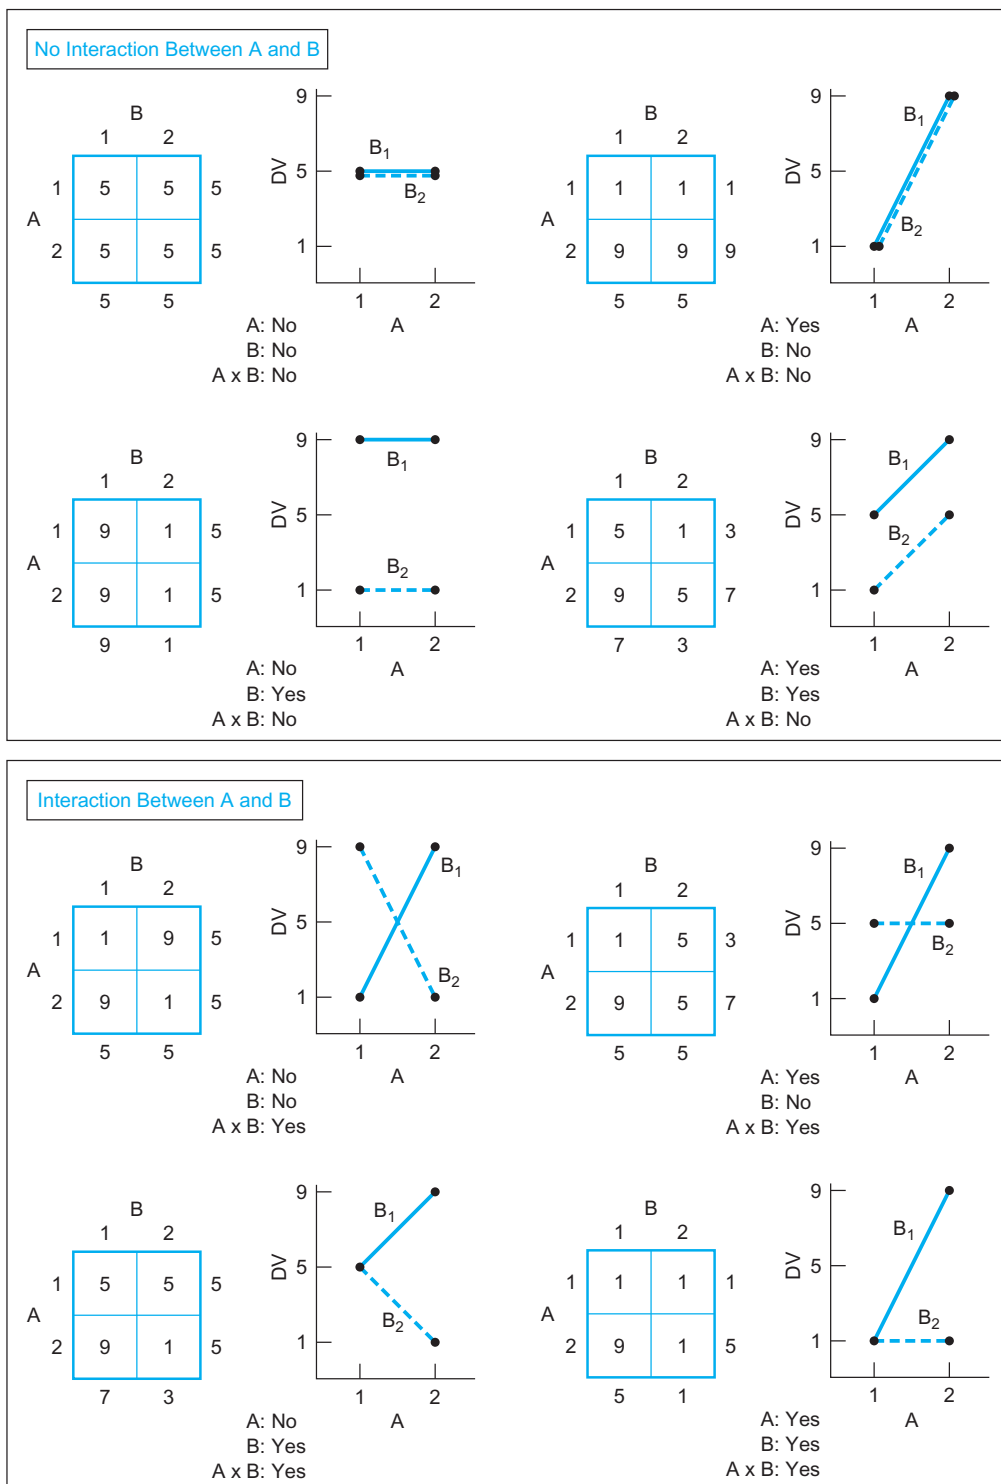 No Interaction Between A and B
B
1 2
1 5 5 5
A
2 5 5 5
5 5
9
DV 5
1
B1
B2
1 2
A
A: No
B: No
A x B: No
B
1 2
1 1 1 1
A
2 9 9 9
5 5
9
DV 5
1
B1
B2
1 2
A
A: Yes
B: No
A x B: No
B
1 2
1 9 1 5
A
2 9 1 5
9 1
9
DV 5
1
B1
B2
1 2
A
A: No
B: Yes
A x B: No
B
1 2
1 5 1 3
A
2 9 5 7
7 3
9
DV 5
1
B1
B2
1 2
A
A: Yes
B: Yes
A x B: No
Interaction Between A and B
B
1 2
1 1 9 5
A
2 9 1 5
5 5
9
DV 5
1
B1
B2
1 2
A
A: No
B: No
A x B: Yes
B
1 2
1 1 5 3
A
2 9 5 7
5 5
9
DV 5
1
B1
B2
1 2
A
A: Yes
B: No
A x B: Yes
B
1 2
1 5 5 5
A
2 9 1 5
7 3
9
DV 5
1
B1
B2
1 2
A
A: No
B: Yes
A x B: Yes
B
1 2
1 1 1 1
A
2 9 1 5
5 1
9
DV 5
1
B1
B2
1 2
A
A: Yes
B: Yes
A x B: Yes